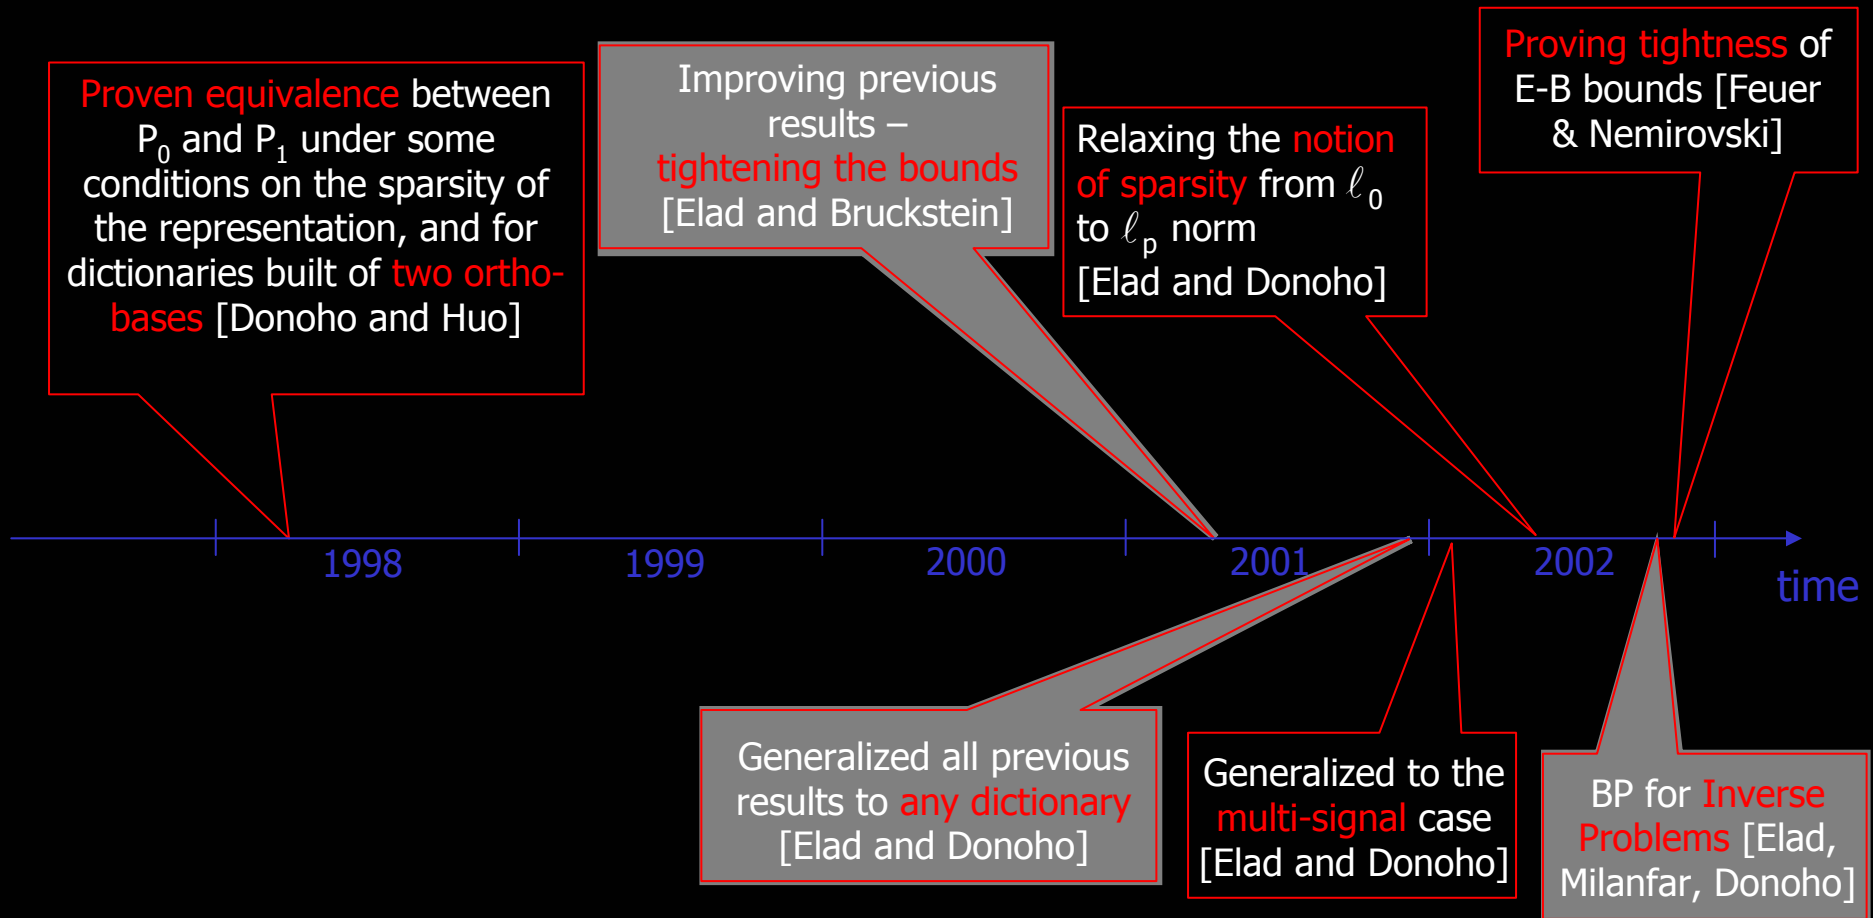 Proven equivalence between
P0 and P1 under some
conditions on the sparsity of
the representation, and for
dictionaries built of two ortho-
bases [Donoho and Huo]
Improving previous
results –
tightening the bounds
[Elad and Bruckstein]
Relaxing the notion
of sparsity from ℓ0
to ℓp norm
[Elad and Donoho]
Proving tightness of
E-B bounds [Feuer
& Nemirovski]
1998
1999
2000
2001
2002
time
Generalized all previous
results to any dictionary
[Elad and Donoho]
Generalized to the
multi-signal case
[Elad and Donoho]
BP for Inverse
Problems [Elad,
Milanfar, Donoho]